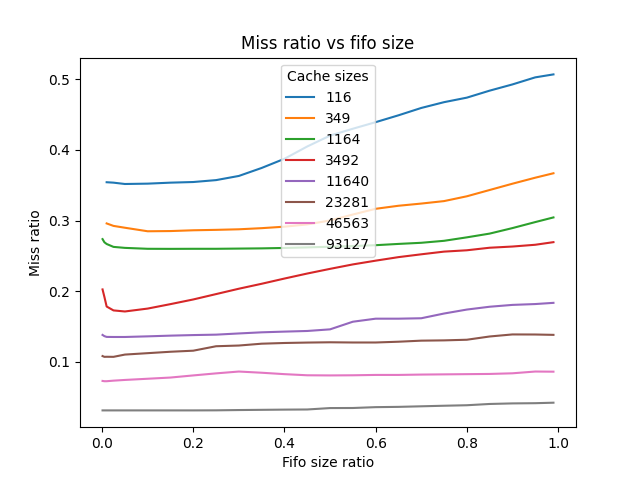 Miss ratio vs fifo size
Cache sizes
116
349
1164
3492
11640
23281
46563
93127
0.5
0.4
0.3
0.2
0.1
Miss ratio
0.0 0.2 0.4 0.6 0.8 1.0
Fifo size ratio